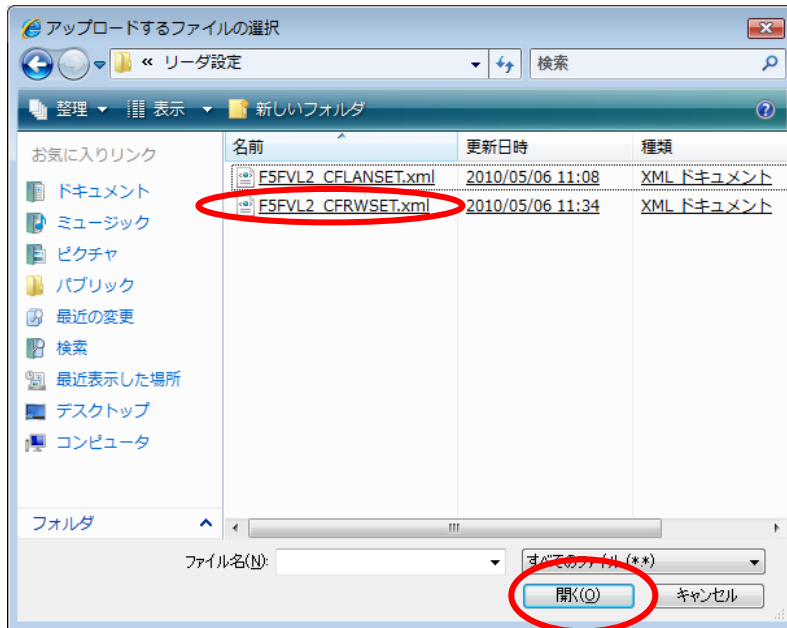 アップロードするファイルの選択
« リーダ設定
検索
整理 表示 新しいフォルダ
お気に入りリンク
ドキュメント
ミュージック
ピクチャ
パブリック
最近の変更
検索
最近表示した場所
デスクトップ
コンピュータ
フォルダ
名前 更新日時 種類
F5FVL2_CFLANSET.xml 2010/05/06 11:08 XML ドキュメント
F5FVL2_CFRWSET.xml 2010/05/06 11:34 XML ドキュメント
ファイル名(N): すべてのファイル (*.*)
開く(O) キャンセル